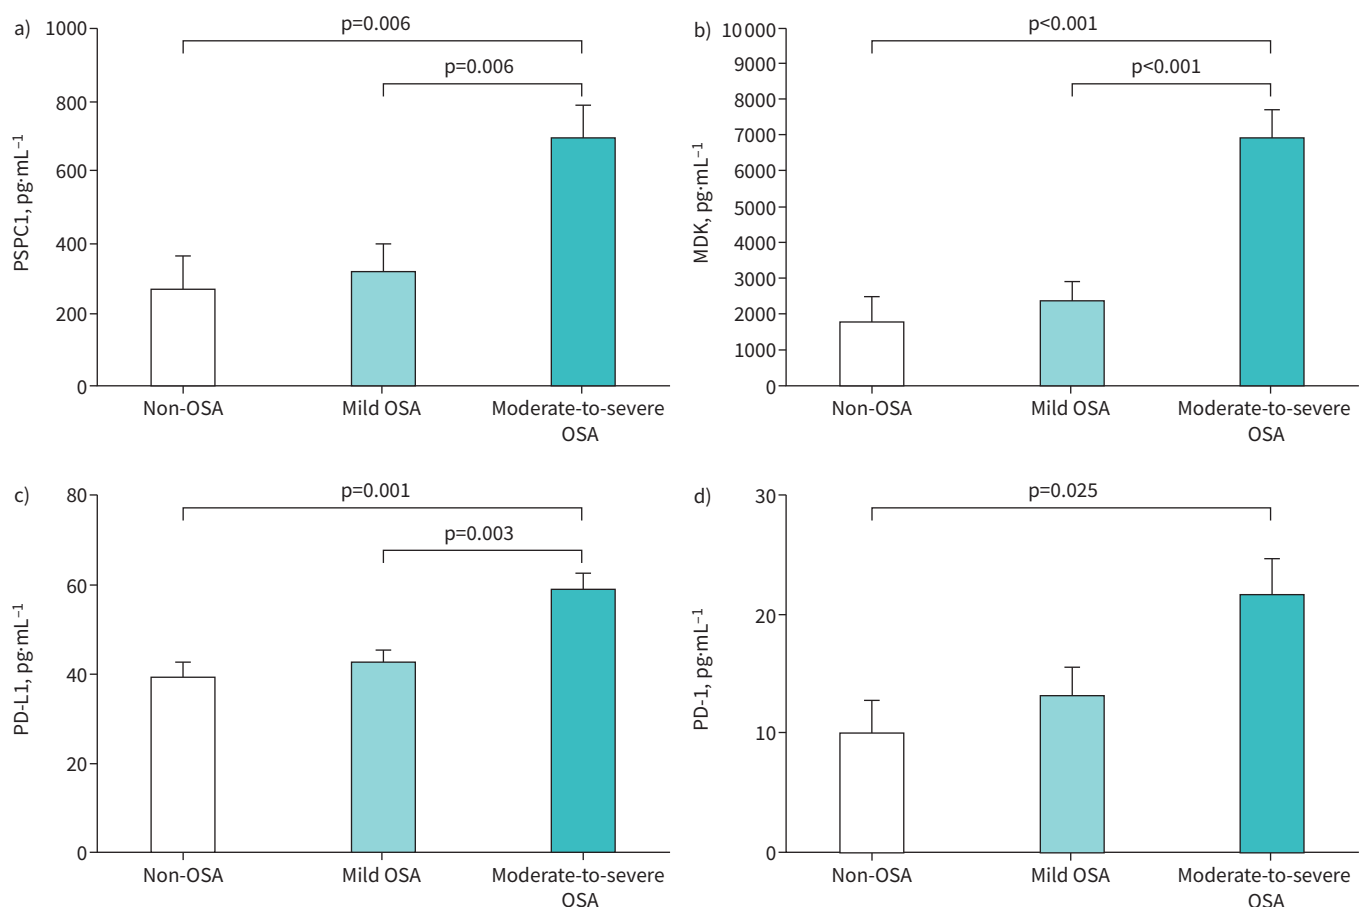 a)
1000
800
600
400
200
0
PSPC1, pg·mL⁻¹
p=0.006
p=0.006
Non-OSA
Mild OSA
Moderate-to-severe
OSA
b)
10 000
9000
8000
7000
6000
5000
4000
3000
2000
1000
0
MDK, pg·mL⁻¹
p<0.001
p<0.001
Non-OSA
Mild OSA
Moderate-to-severe
OSA
c)
80
60
40
20
0
PD-L1, pg·mL⁻¹
p=0.001
p=0.003
Non-OSA
Mild OSA
Moderate-to-severe
OSA
d)
30
20
10
0
PD-1, pg·mL⁻¹
p=0.025
Non-OSA
Mild OSA
Moderate-to-severe
OSA